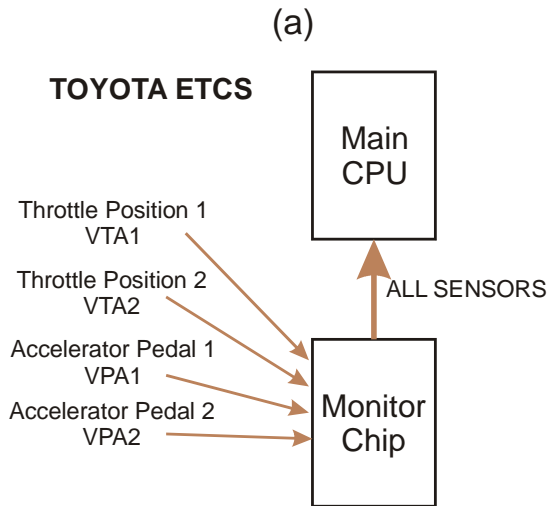 (a)
TOYOTA ETCS
Main
CPU
Throttle Position 1
VTA1
Throttle Position 2
VTA2
ALL SENSORS
Accelerator Pedal 1
VPA1
Accelerator Pedal 2
VPA2
Monitor
Chip